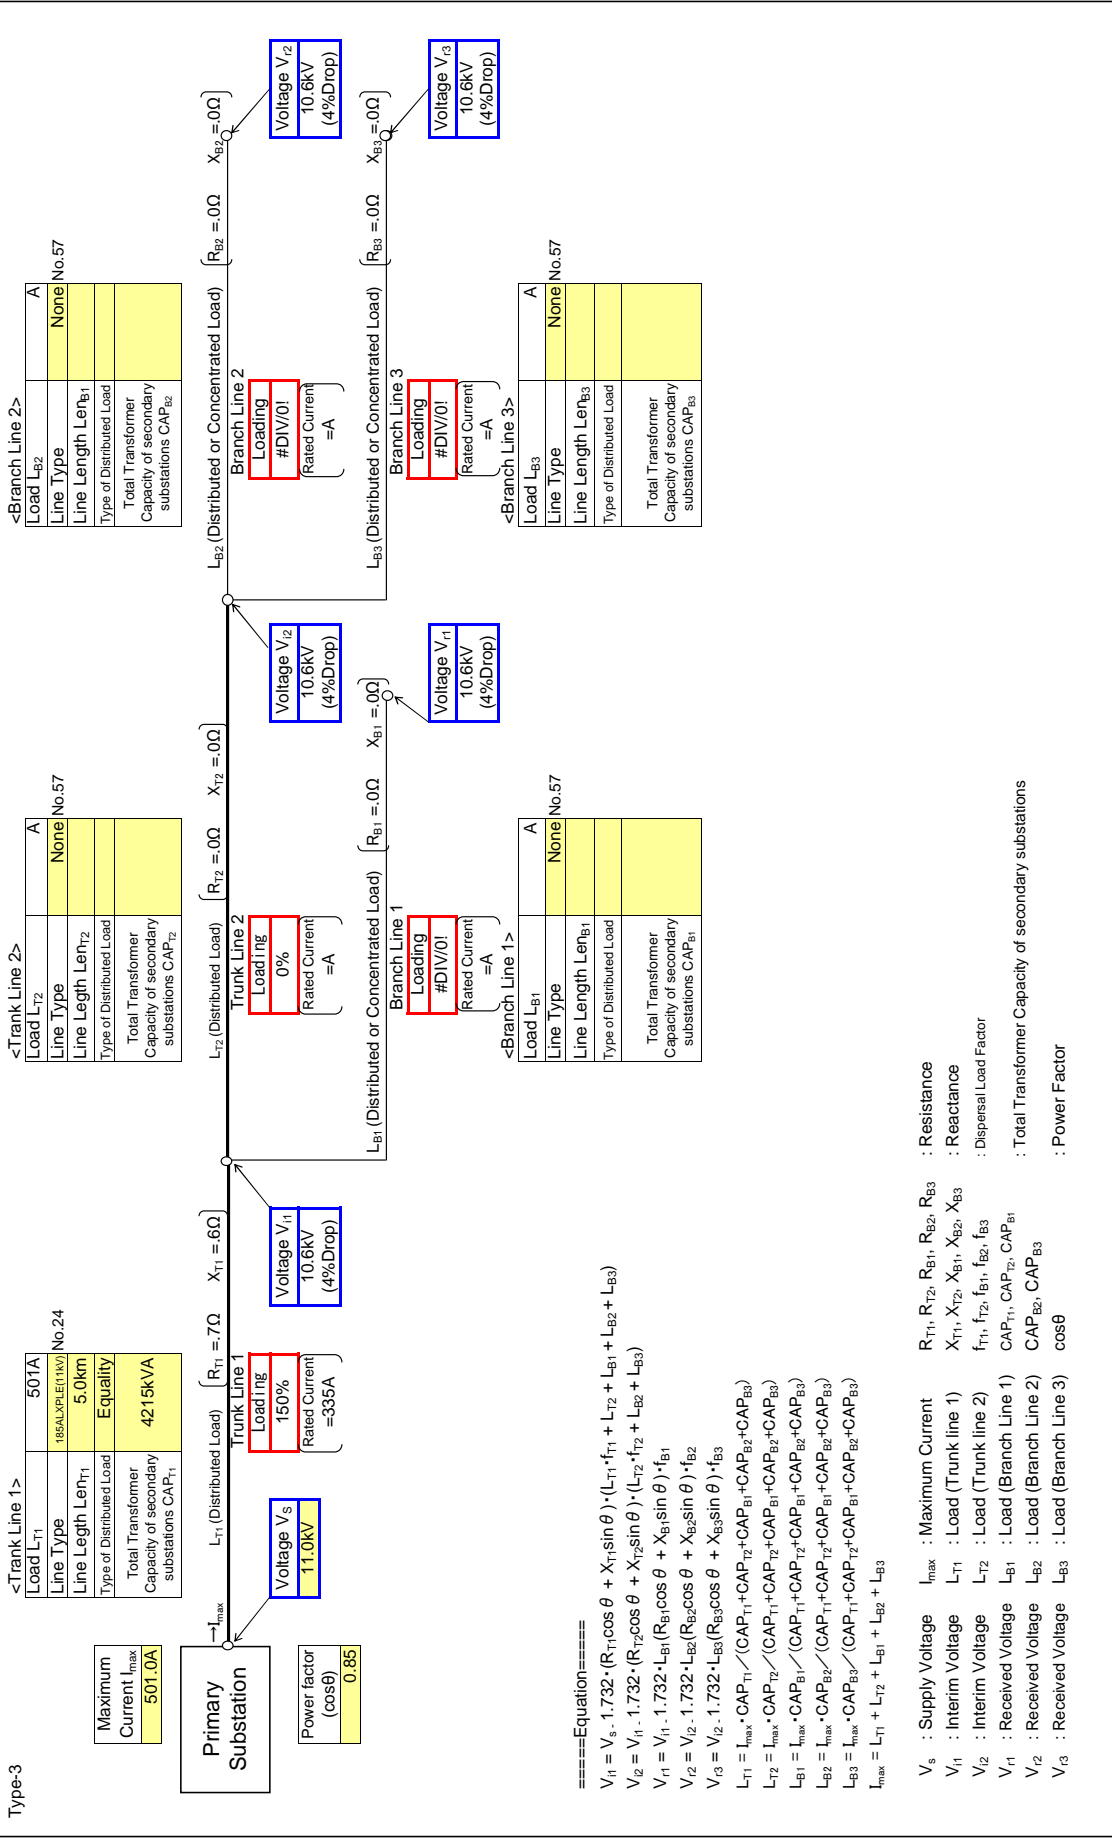 Type-3
<Trank Line 1>
Load LT1 501A
Line Type 185ALXPLE(11kV) No.24
Line Length LenT1 5.0km
Type of Distributed Load Equality
Total Transformer
Capacity of secondary
substations CAPT1
4215kVA
<Trank Line 2>
Load LT2 A
Line Type None No.57
Line Legth LenT2
Type of Distributed Load
Total Transformer
Capacity of secondary
substations CAPT2
<Branch Line 2>
Load LB2 A
Line Type None No.57
Line Length LenB1
Type of Distributed Load
Total Transformer
Capacity of secondary
substations CAPB2
Maximum
Current Imax
501.0A
Primary
Substation
→Imax
Power factor
(cosθ)
0.85
Voltage VS
11.0kV
LT1 (Distributed Load)
RT1 =.7Ω XT1 =.6Ω
Trunk Line 1
Loading
150%
Rated Current
=335A
Voltage Vi1
10.6kV
(4%Drop)
LT2 (Distributed Load)
RT2 =.0Ω XT2 =.0Ω
Trunk Line 2
Loading
0%
Rated Current
=A
Voltage Vi2
10.6kV
(4%Drop)
LB2 (Distributed or Concentrated Load)
RB2 =.0Ω XB2 =.0Ω
Branch Line 2
Loading
#DIV/0!
Rated Current
=A
Voltage Vr2
10.6kV
(4%Drop)
LB1 (Distributed or Concentrated Load)
RB1 =.0Ω XB1 =.0Ω
Branch Line 1
Loading
#DIV/0!
Rated Current
=A
Voltage Vr1
10.6kV
(4%Drop)
LB3 (Distributed or Concentrated Load)
RB3 =.0Ω XB3 =.0Ω
Branch Line 3
Loading
#DIV/0!
Rated Current
=A
Voltage Vr3
10.6kV
(4%Drop)
<Branch Line 1>
Load LB1 A
Line Type None No.57
Line Length LenB1
Type of Distributed Load
Total Transformer
Capacity of secondary
substations CAPB1
<Branch Line 3>
Load LB3 A
Line Type None No.57
Line Length LenB3
Type of Distributed Load
Total Transformer
Capacity of secondary
substations CAPB3
=====Equation=====
Vi1 = VS - 1.732・(RT1cosθ + XT1sinθ)・(LT1・fT1 + LT2 + LB1 + LB2 + LB3)
Vi2 = Vi1 - 1.732・(RT2cosθ + XT2sinθ)・(LT2・fT2 + LB2 + LB3)
Vr1 = Vi1 - 1.732・LB1(RB1cosθ + XB1sinθ)・fB1
Vr2 = Vi2 - 1.732・LB2(RB2cosθ + XB2sinθ)・fB2
Vr3 = Vi2 - 1.732・LB3(RB3cosθ + XB3sinθ)・fB3
LT1 = Imax・CAPT1／(CAPT1+CAPT2+CAPB1+CAPB2+CAPB3)
LT2 = Imax・CAPT2／(CAPT1+CAPT2+CAPB1+CAPB2+CAPB3)
LB1 = Imax・CAPB1／(CAPT1+CAPT2+CAPB1+CAPB2+CAPB3)
LB2 = Imax・CAPB2／(CAPT1+CAPT2+CAPB1+CAPB2+CAPB3)
LB3 = Imax・CAPB3／(CAPT1+CAPT2+CAPB1+CAPB2+CAPB3)
Imax = LT1 + LT2 + LB1 + LB2 + LB3
Vs : Supply Voltage Imax : Maximum Current RT1, RT2, RB1, RB2, RB3 : Resistance
Vi1 : Interim Voltage LT1 : Load (Trunk line 1) XT1, XT2, XB1, XB2, XB3 : Reactance
Vi2 : Interim Voltage LT2 : Load (Trunk line 2) fT1, fT2, fB1, fB2, fB3 : Dispersal Load Factor
Vr1 : Received Voltage LB1 : Load (Branch Line 1) CAPT1, CAPT2, CAPB1
Vr2 : Received Voltage LB2 : Load (Branch Line 2) CAPB2, CAPB3 : Total Transformer Capacity of secondary substations
Vr3 : Received Voltage LB3 : Load (Branch Line 3) cosθ : Power Factor